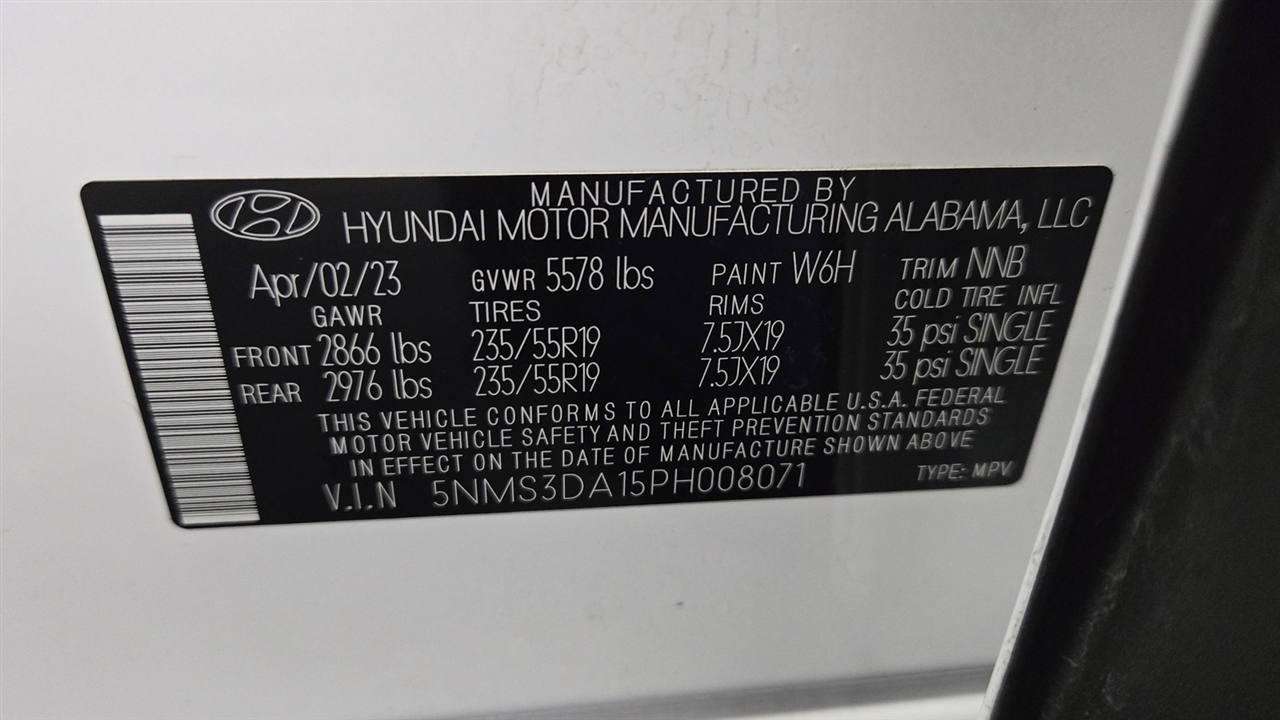 MANUFACTURED BY
HYUNDAI MOTOR MANUFACTURING ALABAMA, LLC
Apr/02/23 GVWR 5578 lbs PAINT W6H TRIM NNB
GAWR TIRES RIMS COLD TIRE INFL
FRONT 2866 lbs 235/55R19 7.5JX19 35 psi SINGLE
REAR 2976 lbs 235/55R19 7.5JX19 35 psi SINGLE
THIS VEHICLE CONFORMS TO ALL APPLICABLE U.S.A. FEDERAL
MOTOR VEHICLE SAFETY AND THEFT PREVENTION STANDARDS
IN EFFECT ON THE DATE OF MANUFACTURE SHOWN ABOVE
V.I.N 5NMS3DA15PH008071 TYPE: MPV